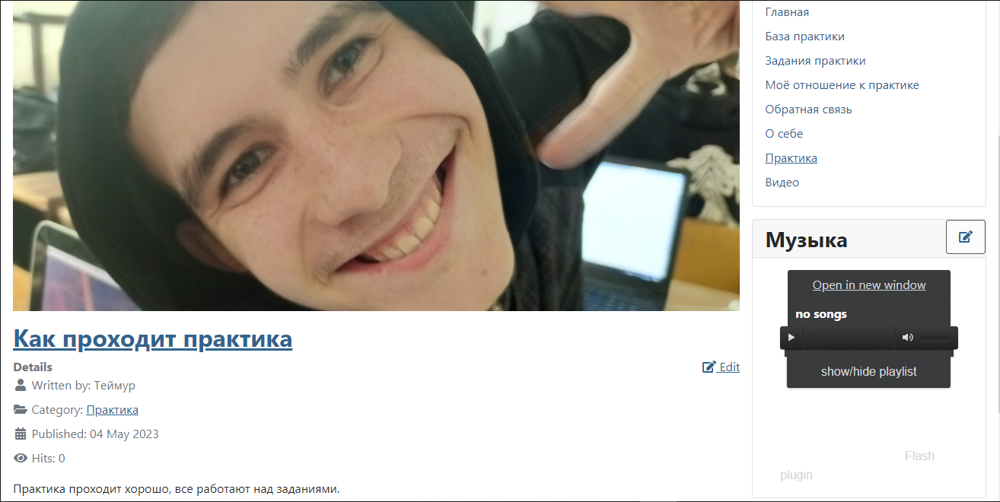 Главная
База практики
Задания практики
Моё отношение к практике
Обратная связь
О себе
Практика
Видео
Музыка
Open in new window
no songs
show/hide playlist
Flash
plugin
Как проходит практика
Details
Edit
Written by: Теймур
Category: Практика
Published: 04 May 2023
Hits: 0
Практика проходит хорошо, все работают над заданиями.